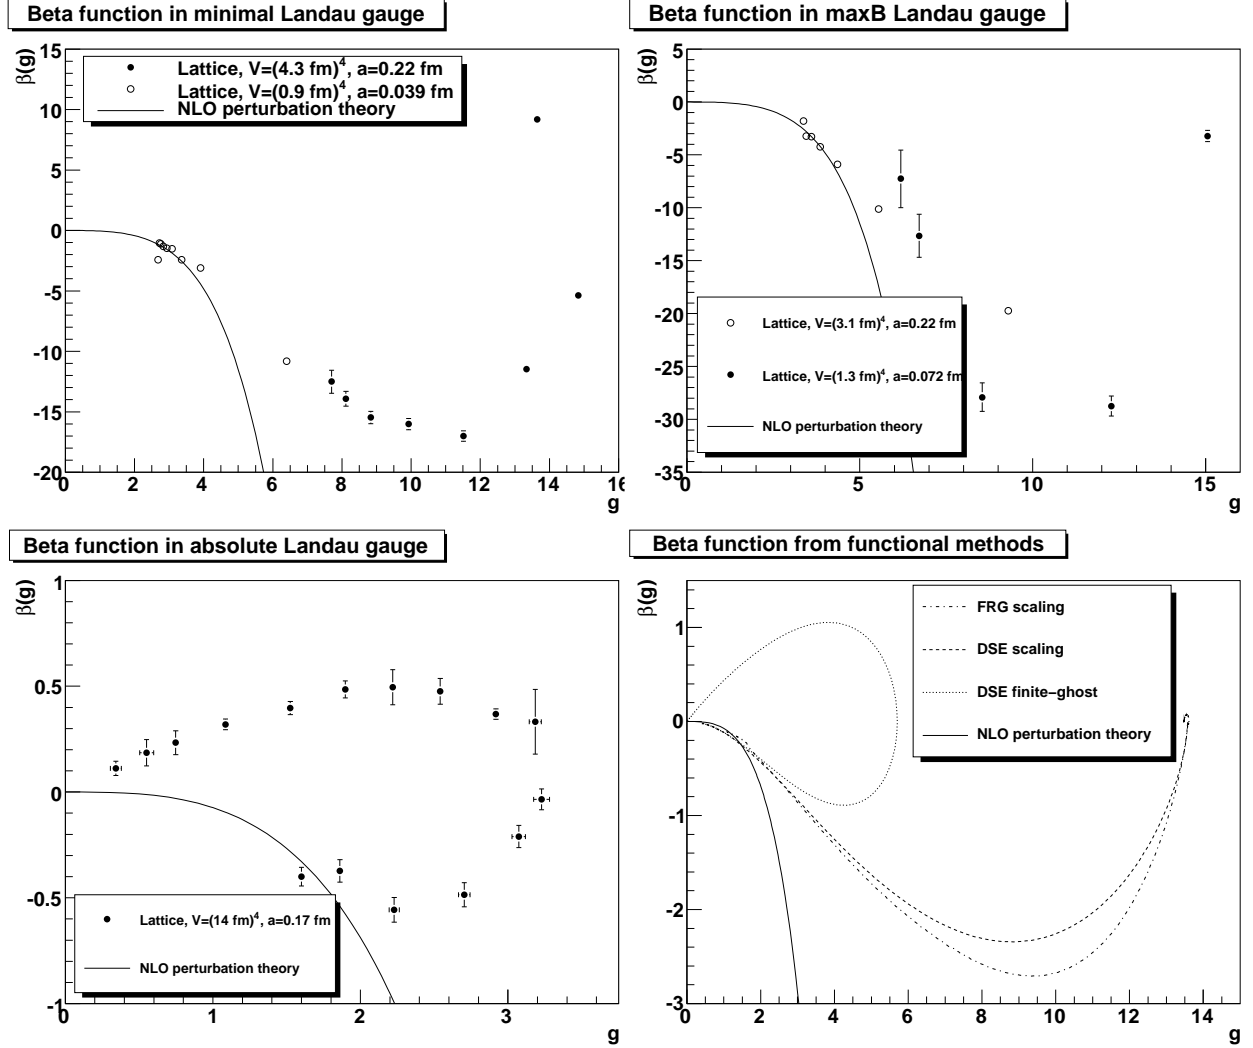 Beta function in minimal Landau gauge
β(g)
15
10
5
0
-5
-10
-15
-20
Lattice, V=(4.3 fm)⁴, a=0.22 fm
Lattice, V=(0.9 fm)⁴, a=0.039 fm
NLO perturbation theory
0 2 4 6 8 10 12 14 16
g
Beta function in maxB Landau gauge
β(g)
5
0
-5
-10
-15
-20
-25
-30
-35
Lattice, V=(3.1 fm)⁴, a=0.22 fm
Lattice, V=(1.3 fm)⁴, a=0.072 fm
NLO perturbation theory
0 5 10 15
g
Beta function in absolute Landau gauge
β(g)
1
0.5
0
-0.5
-1
Lattice, V=(14 fm)⁴, a=0.17 fm
NLO perturbation theory
0 1 2 3
g
Beta function from functional methods
β(g)
1
0
-1
-2
-3
FRG scaling
DSE scaling
DSE finite−ghost
NLO perturbation theory
0 2 4 6 8 10 12 14
g